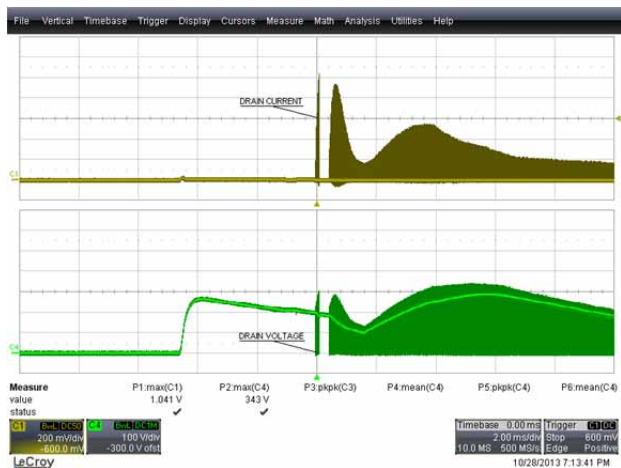 File Vertical Timebase Trigger Display Cursors Measure Math Analysis Utilities Help
DRAIN CURRENT
C1
DRAIN VOLTAGE
C4
Measure P1:max(C1) P2:max(C4) P3:pkpk(C3) P4:mean(C4) P5:pkpk(C4) P6:mean(C4)
value 1.041 V 343 V
status
C1 BwL DC50 C4 BwL DC1M Timebase 0.00 ms Trigger C1 DC
200 mV/div 100 V/div 2.00 ms/div Stop 600 mV
-600.0 mV -300.0 V ofst 10.0 MS 500 MS/s Edge Positive
LeCroy 10/28/2013 7:13:41 PM